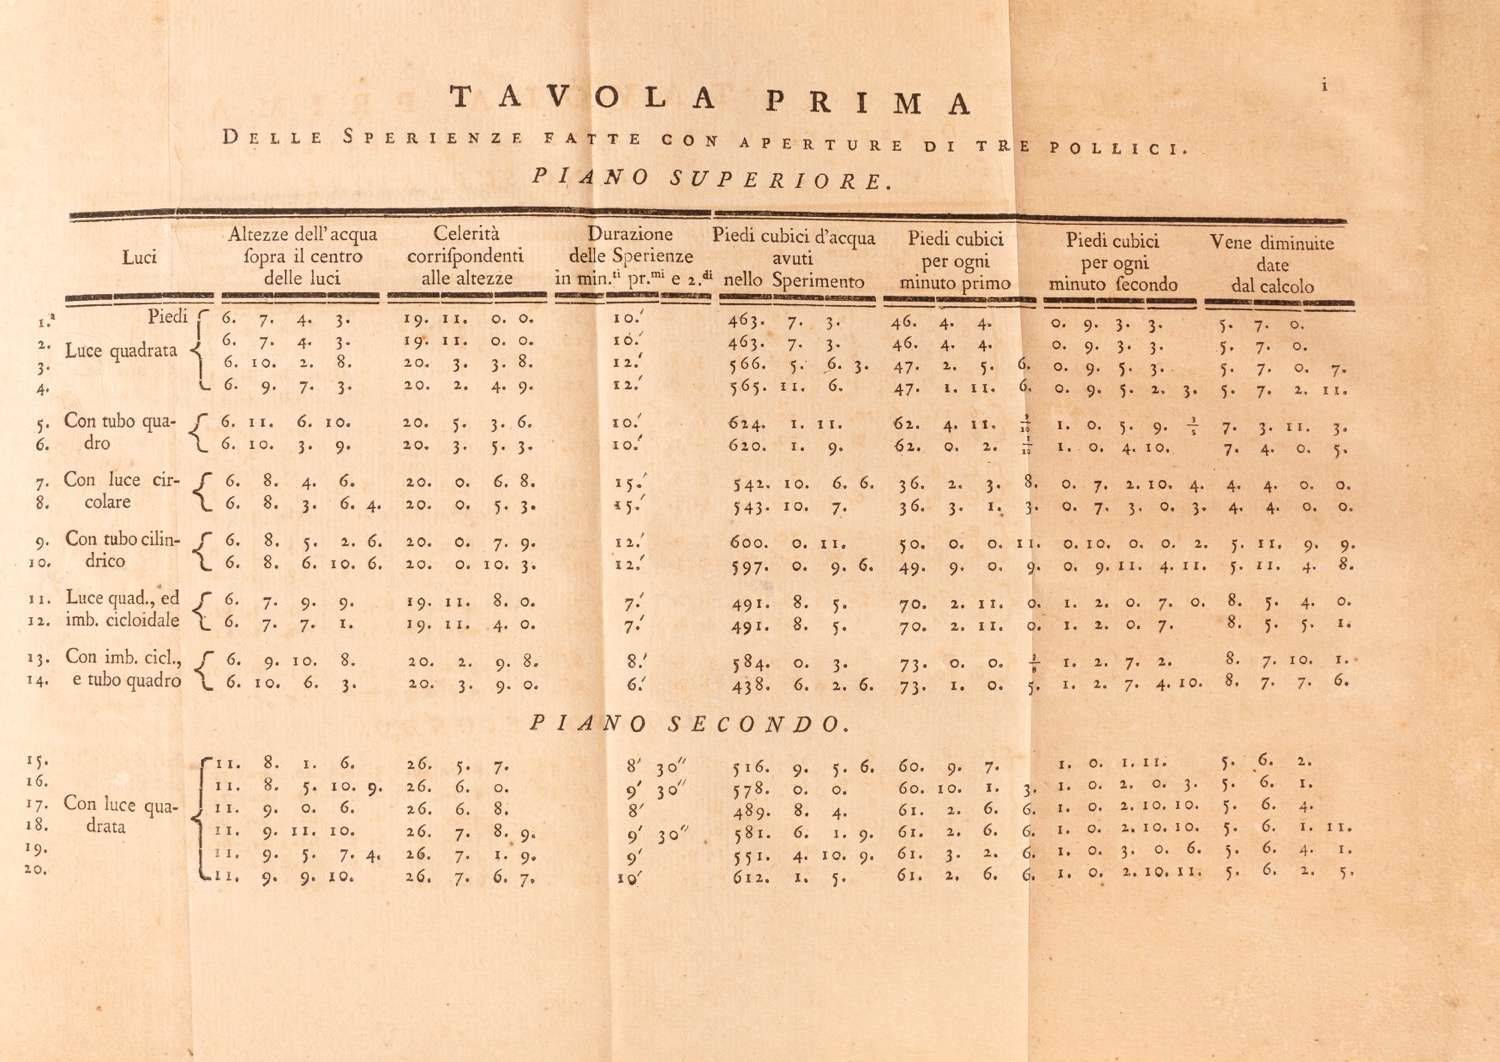 i
TAVOLA PRIMA
DELLE SPERIENZE FATTE CON APERTURE DI TRE POLLICI.
PIANO SUPERIORE.
Luci | Altezze dell'acqua ſopra il centro delle luci | Celerità corriſpondenti alle altezze | Durazione delle Sperienze in min.ti pr.mi e 2.di | Piedi cubici d'acqua avuti nello Sperimento | Piedi cubici per ogni minuto primo | Piedi cubici per ogni minuto ſecondo | Vene diminuite date dal calcolo
1.ª Piedi { 6. 7. 4. 3. 19. 11. 0. 0. 10.′ 463. 7. 3. 46. 4. 4. 0. 9. 3. 3. 5. 7. 0.
2. Luce quadrata 6. 7. 4. 3. 19. 11. 0. 0. 10.′ 463. 7. 3. 46. 4. 4. 0. 9. 3. 3. 5. 7. 0.
3. 6. 10. 2. 8. 20. 3. 3. 8. 12.′ 566. 5. 6. 3. 47. 2. 5. 6. 0. 9. 5. 3. 5. 7. 0. 7.
4. 6. 9. 7. 3. 20. 2. 4. 9. 12.′ 565. 11. 6. 47. 1. 11. 6. 0. 9. 5. 2. 3. 5. 7. 2. 11.
5. Con tubo qua- { 6. 11. 6. 10. 20. 5. 3. 6. 10.′ 624. 1. 11. 62. 4. 11. 9/10 1. 0. 5. 9. 3/5 7. 3. 11. 3.
6. dro 6. 10. 3. 9. 20. 3. 5. 3. 10.′ 620. 1. 9. 62. 0. 2. 1/10 1. 0. 4. 10. 7. 4. 0. 5.
7. Con luce cir- { 6. 8. 4. 6. 20. 0. 6. 8. 15.′ 542. 10. 6. 6. 36. 2. 3. 8. 0. 7. 2. 10. 4. 4. 4. 0. 0.
8. colare 6. 8. 3. 6. 4. 20. 0. 5. 3. 15.′ 543. 10. 7. 36. 3. 1. 3. 0. 7. 3. 0. 3. 4. 4. 0. 0.
9. Con tubo cilin- { 6. 8. 5. 2. 6. 20. 0. 7. 9. 12.′ 600. 0. 11. 50. 0. 0. 11. 0. 10. 0. 0. 2. 5. 11. 9. 9.
10. drico 6. 8. 6. 10. 6. 20. 0. 10. 3. 12.′ 597. 0. 9. 6. 49. 9. 0. 9. 0. 9. 11. 4. 11. 5. 11. 4. 8.
11. Luce quad., ed { 6. 7. 9. 9. 19. 11. 8. 0. 7.′ 491. 8. 5. 70. 2. 11. 0. 1. 2. 0. 7. 0. 8. 5. 4. 0.
12. imb. cicloidale 6. 7. 7. 1. 19. 11. 4. 0. 7.′ 491. 8. 5. 70. 2. 11. 0. 1. 2. 0. 7. 8. 5. 5. 1.
13. Con imb. cicl., { 6. 9. 10. 8. 20. 2. 9. 8. 8.′ 584. 0. 3. 73. 0. 0. 3/8 1. 2. 7. 2. 8. 7. 10. 1.
14. e tubo quadro 6. 10. 6. 3. 20. 3. 9. 0. 6.′ 438. 6. 2. 6. 73. 1. 0. 5. 1. 2. 7. 4. 10. 8. 7. 7. 6.
PIANO SECONDO.
15. { 11. 8. 1. 6. 26. 5. 7. 8′ 30″ 516. 9. 5. 6. 60. 9. 7. 1. 0. 1. 11. 5. 6. 2.
16. 11. 8. 5. 10. 9. 26. 6. 0. 9′ 30″ 578. 0. 0. 60. 10. 1. 3. 1. 0. 2. 0. 3. 5. 6. 1.
17. Con luce qua- 11. 9. 0. 6. 26. 6. 8. 8′ 489. 8. 4. 61. 2. 6. 6. 1. 0. 2. 10. 10. 5. 6. 4.
18. drata 11. 9. 11. 10. 26. 7. 8. 9. 9′ 30″ 581. 6. 1. 9. 61. 2. 6. 6. 1. 0. 2. 10. 10. 5. 6. 1. 11.
19. 11. 9. 5. 7. 4. 26. 7. 1. 9. 9′ 551. 4. 10. 9. 61. 3. 2. 6. 1. 0. 3. 0. 6. 5. 6. 4. 1.
20. 11. 9. 9. 10. 26. 7. 6. 7. 10′ 612. 1. 5. 61. 2. 6. 6. 1. 0. 2. 10. 11. 5. 6. 2. 5.